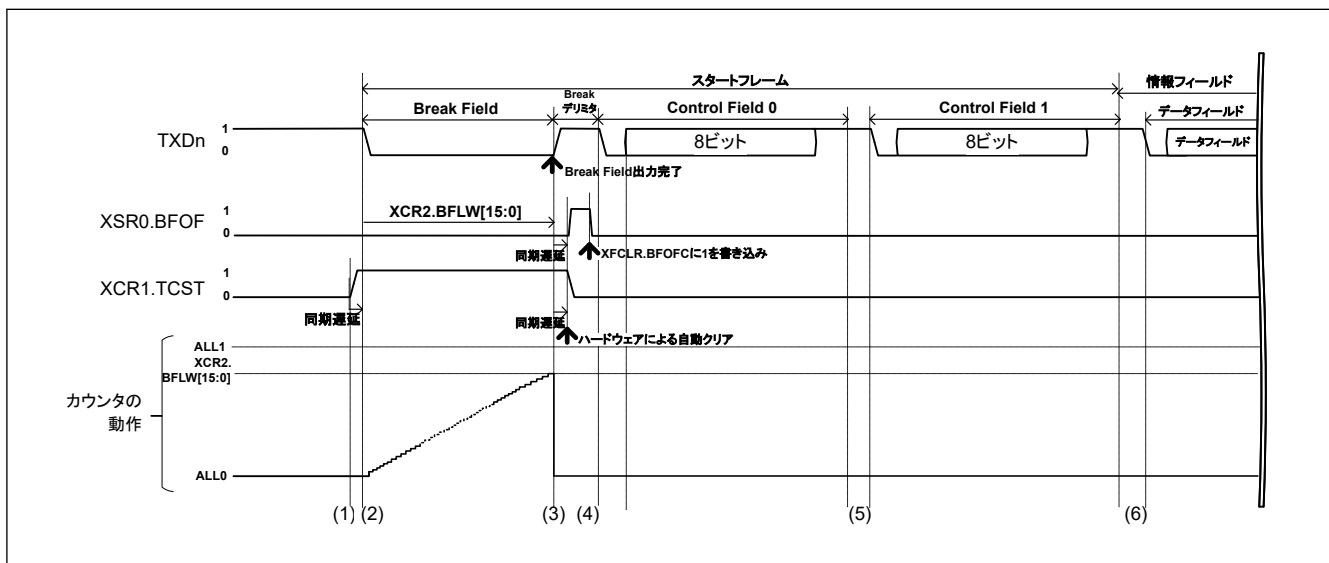 スタートフレーム
情報フィールド
Break Field
Break
デリミタ
Control Field 0
Control Field 1
データフィールド
TXDn
1
0
8ビット
8ビット
データフィールド
Break Field出力完了
XSR0.BFOF
1
0
XCR2.BFLW[15:0]
同期遅延
XFCLR.BFOFCに1を書き込み
XCR1.TCST
1
0
同期遅延
同期遅延
ハードウェアによる自動クリア
カウンタの
動作
ALL1
XCR2.
BFLW[15:0]
ALL0
(1) (2) (3) (4) (5) (6)